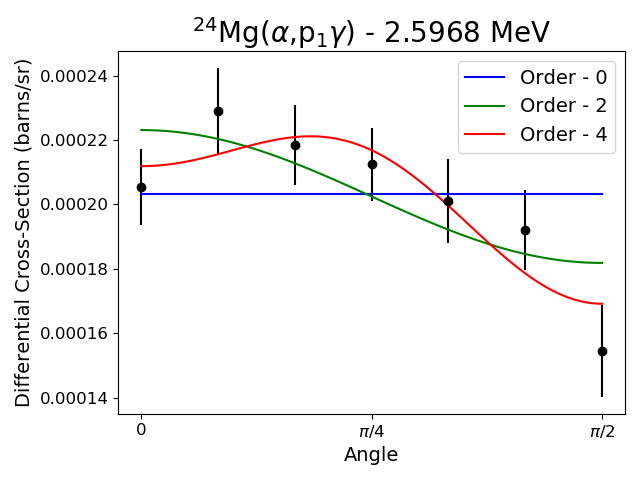 ²⁴Mg(α,p₁γ) - 2.5968 MeV
Differential Cross-Section (barns/sr)
0.00024
0.00022
0.00020
0.00018
0.00016
0.00014
Order - 0
Order - 2
Order - 4
0
π/4
π/2
Angle